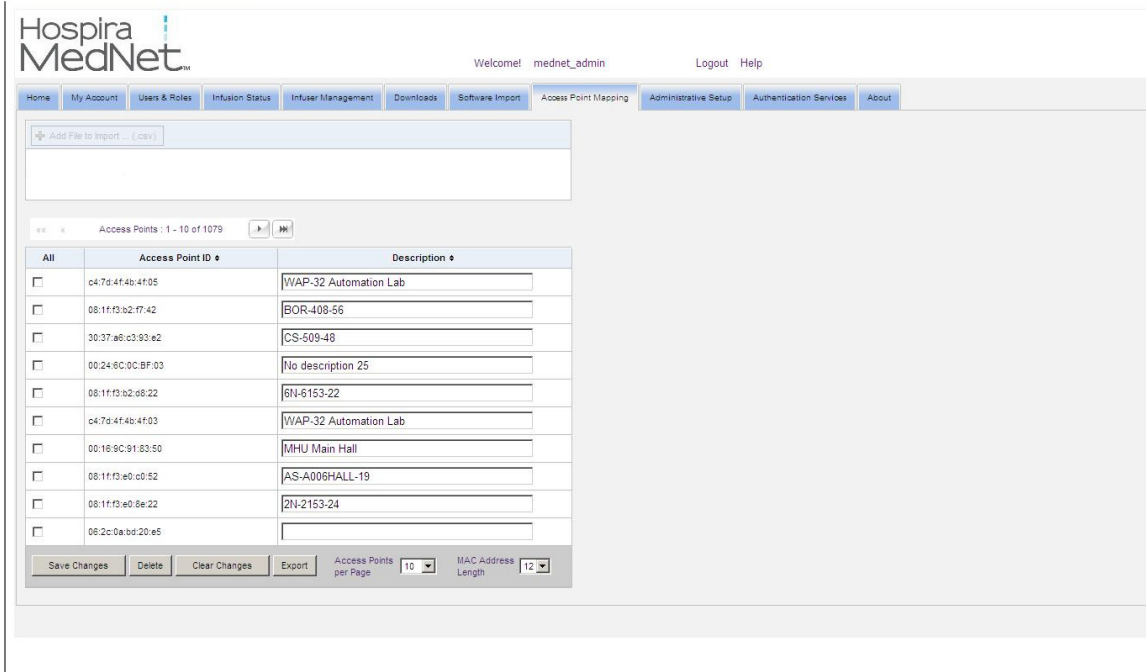 Hospira
MedNet™
Welcome! mednet_admin Logout Help
Home My Account Users & Roles Infusion Status Infuser Management Downloads Software Import Access Point Mapping Administrative Setup Authentication Services About
Add File to Import ... (.csv)
Access Points : 1 - 10 of 1079
All Access Point ID Description
c4:7d:4f:4b:4f:05 WAP-32 Automation Lab
08:1f:f3:b2:f7:42 BOR-408-56
30:37:a6:c3:93:e2 CS-509-48
00:24:6C:0C:BF:03 No description 25
08:1f:f3:b2:d8:22 6N-6153-22
c4:7d:4f:4b:4f:03 WAP-32 Automation Lab
00:16:9C:91:83:50 MHU Main Hall
08:1f:f3:e0:c0:52 AS-A006HALL-19
08:1f:f3:e0:8e:22 2N-2153-24
06:2c:0a:bd:20:e5
Save Changes Delete Clear Changes Export Access Points per Page 10 MAC Address Length 12